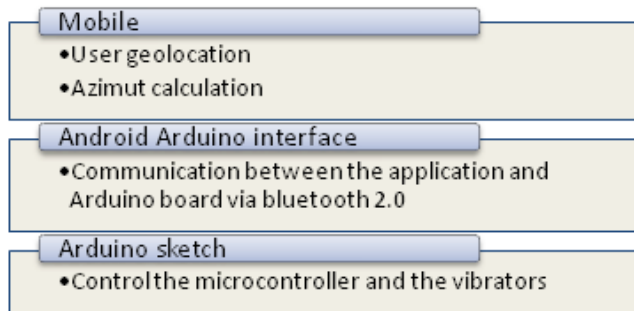 Mobile
•User geolocation
•Azimut calculation
Android Arduino interface
•Communication between the application and
Arduino board via bluetooth 2.0
Arduino sketch
•Control the microcontroller and the vibrators